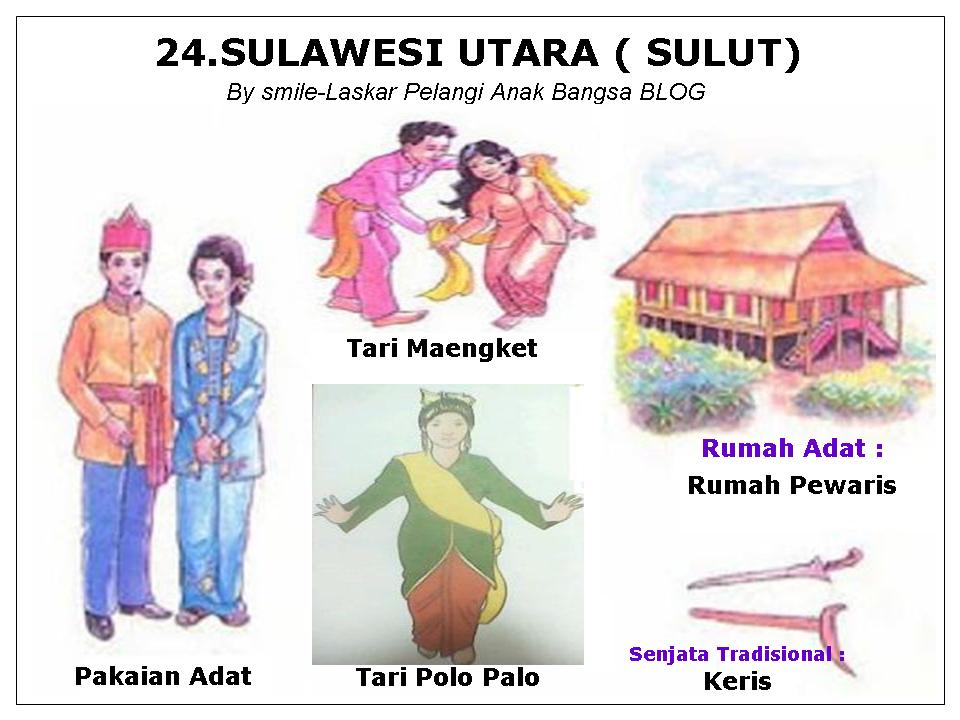 24.SULAWESI UTARA ( SULUT)
By smile-Laskar Pelangi Anak Bangsa BLOG
Tari Maengket
Rumah Adat :
Rumah Pewaris
Pakaian Adat
Tari Polo Palo
Senjata Tradisional :
Keris